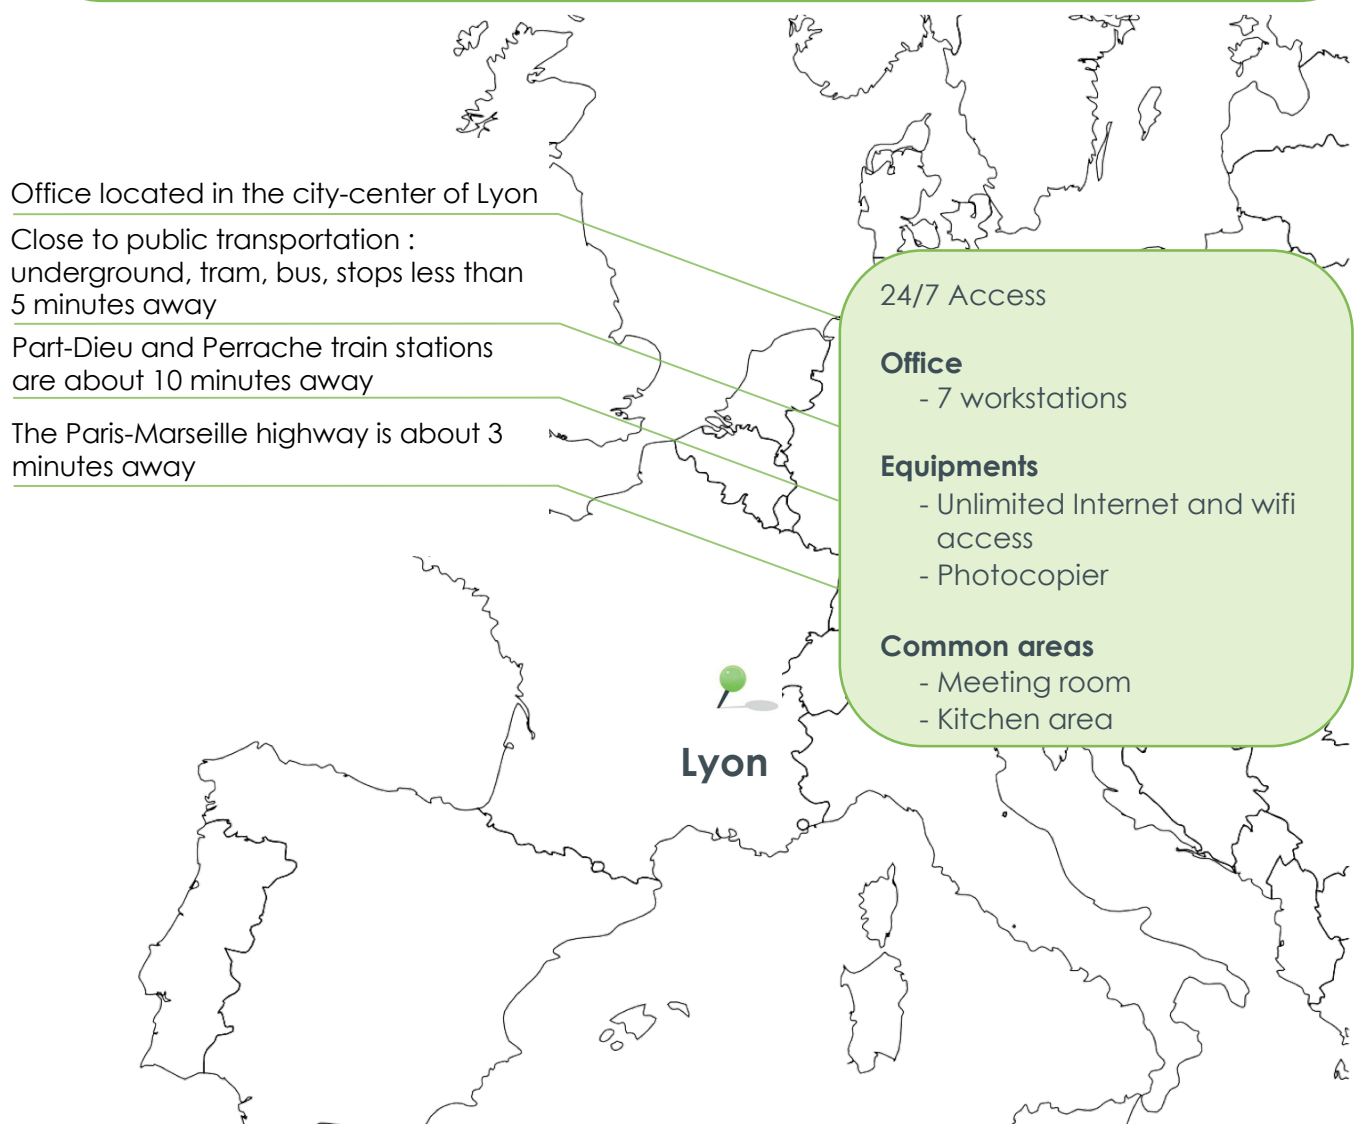 Office located in the city-center of Lyon
Close to public transportation :
underground, tram, bus, stops less than
5 minutes away
Part-Dieu and Perrache train stations
are about 10 minutes away
The Paris-Marseille highway is about 3
minutes away
24/7 Access
Office
- 7 workstations
Equipments
- Unlimited Internet and wifi
access
- Photocopier
Common areas
- Meeting room
- Kitchen area
Lyon